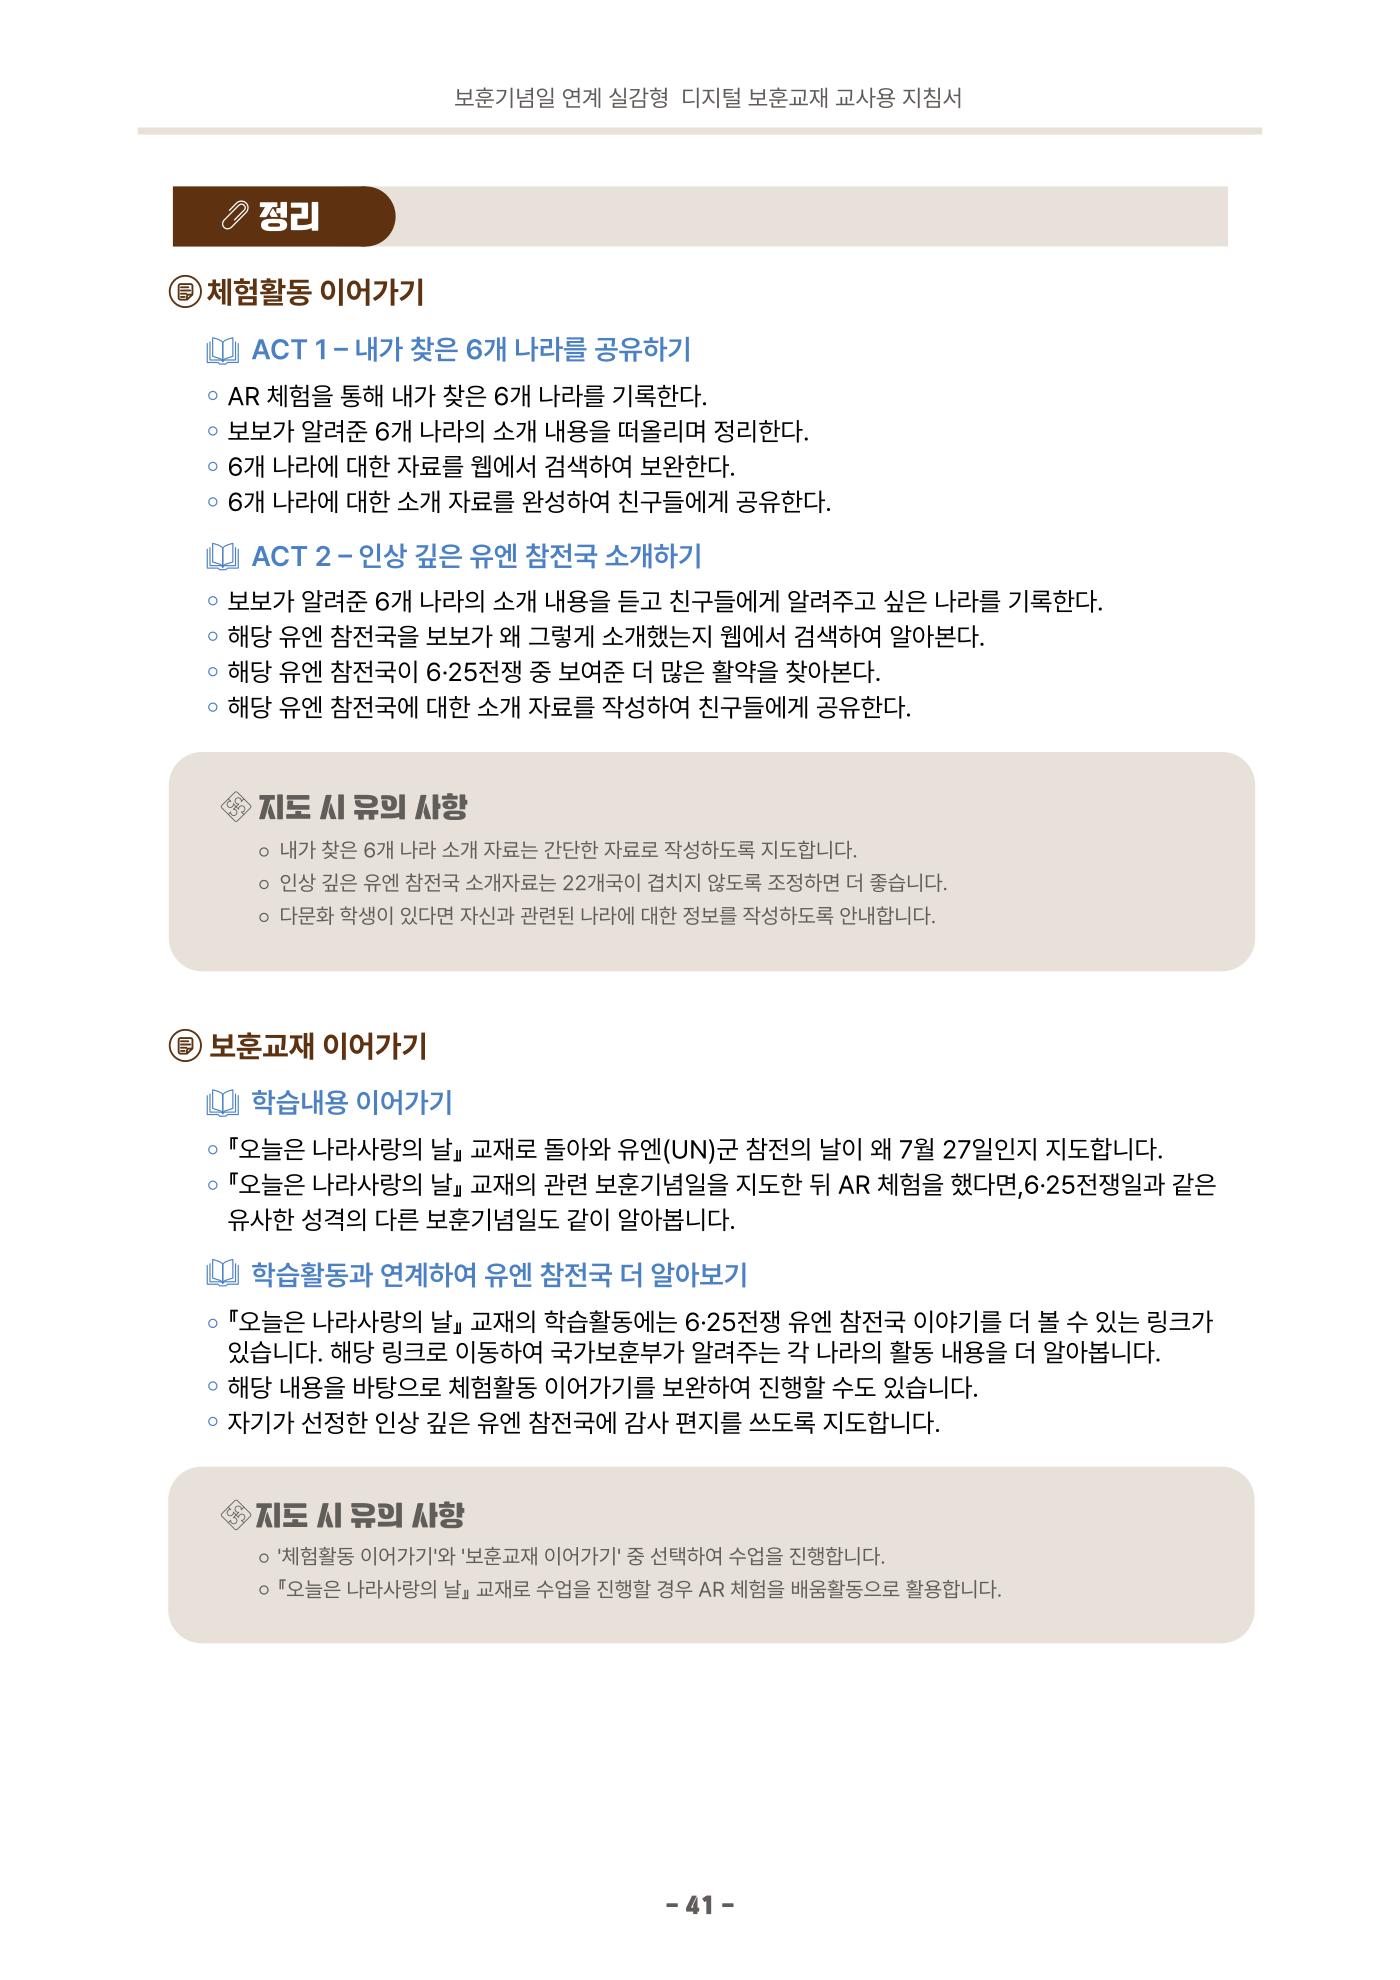 보훈기념일 연계 실감형 디지털 보훈교재 교사용 지침서
정리
체험활동 이어가기
ACT 1 – 내가 찾은 6개 나라를 공유하기
○ AR 체험을 통해 내가 찾은 6개 나라를 기록한다.
○ 보보가 알려준 6개 나라의 소개 내용을 떠올리며 정리한다.
○ 6개 나라에 대한 자료를 웹에서 검색하여 보완한다.
○ 6개 나라에 대한 소개 자료를 완성하여 친구들에게 공유한다.
ACT 2 – 인상 깊은 유엔 참전국 소개하기
○ 보보가 알려준 6개 나라의 소개 내용을 듣고 친구들에게 알려주고 싶은 나라를 기록한다.
○ 해당 유엔 참전국을 보보가 왜 그렇게 소개했는지 웹에서 검색하여 알아본다.
○ 해당 유엔 참전국이 6·25전쟁 중 보여준 더 많은 활약을 찾아본다.
○ 해당 유엔 참전국에 대한 소개 자료를 작성하여 친구들에게 공유한다.
지도 시 유의 사항
○ 내가 찾은 6개 나라 소개 자료는 간단한 자료로 작성하도록 지도합니다.
○ 인상 깊은 유엔 참전국 소개자료는 22개국이 겹치지 않도록 조정하면 더 좋습니다.
○ 다문화 학생이 있다면 자신과 관련된 나라에 대한 정보를 작성하도록 안내합니다.
보훈교재 이어가기
학습내용 이어가기
○ 『오늘은 나라사랑의 날』 교재로 돌아와 유엔(UN)군 참전의 날이 왜 7월 27일인지 지도합니다.
○ 『오늘은 나라사랑의 날』 교재의 관련 보훈기념일을 지도한 뒤 AR 체험을 했다면,6·25전쟁일과 같은
유사한 성격의 다른 보훈기념일도 같이 알아봅니다.
학습활동과 연계하여 유엔 참전국 더 알아보기
○ 『오늘은 나라사랑의 날』 교재의 학습활동에는 6·25전쟁 유엔 참전국 이야기를 더 볼 수 있는 링크가
있습니다. 해당 링크로 이동하여 국가보훈부가 알려주는 각 나라의 활동 내용을 더 알아봅니다.
○ 해당 내용을 바탕으로 체험활동 이어가기를 보완하여 진행할 수도 있습니다.
○ 자기가 선정한 인상 깊은 유엔 참전국에 감사 편지를 쓰도록 지도합니다.
지도 시 유의 사항
○ '체험활동 이어가기'와 '보훈교재 이어가기' 중 선택하여 수업을 진행합니다.
○ 『오늘은 나라사랑의 날』 교재로 수업을 진행할 경우 AR 체험을 배움활동으로 활용합니다.
- 41 -